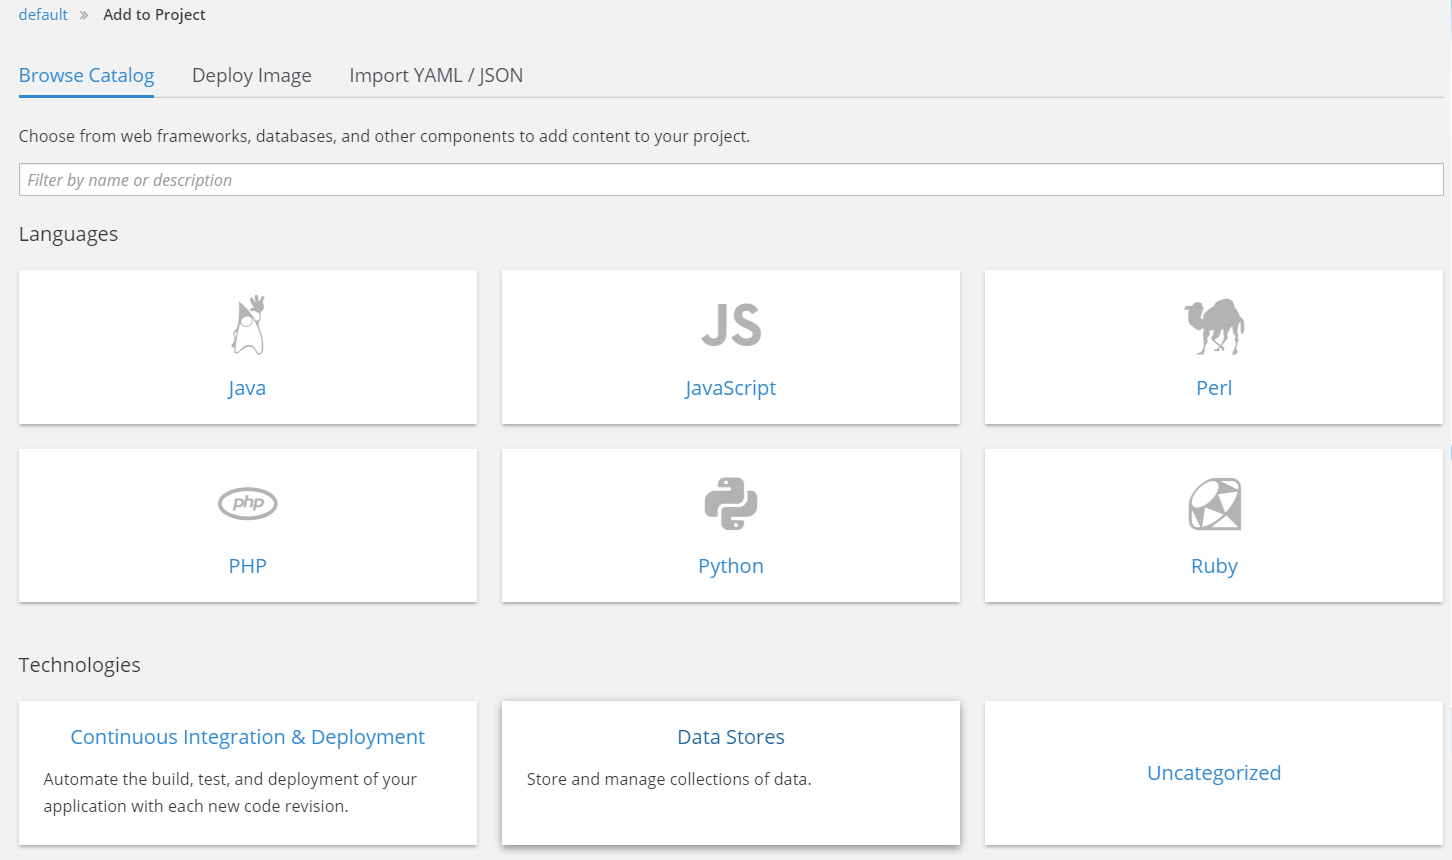 default » Add to Project
Browse Catalog Deploy Image Import YAML / JSON
Choose from web frameworks, databases, and other components to add content to your project.
Filter by name or description
Languages
JS
Java JavaScript Perl
php
PHP Python Ruby
Technologies
Continuous Integration & Deployment
Automate the build, test, and deployment of your
application with each new code revision.
Data Stores
Store and manage collections of data.
Uncategorized